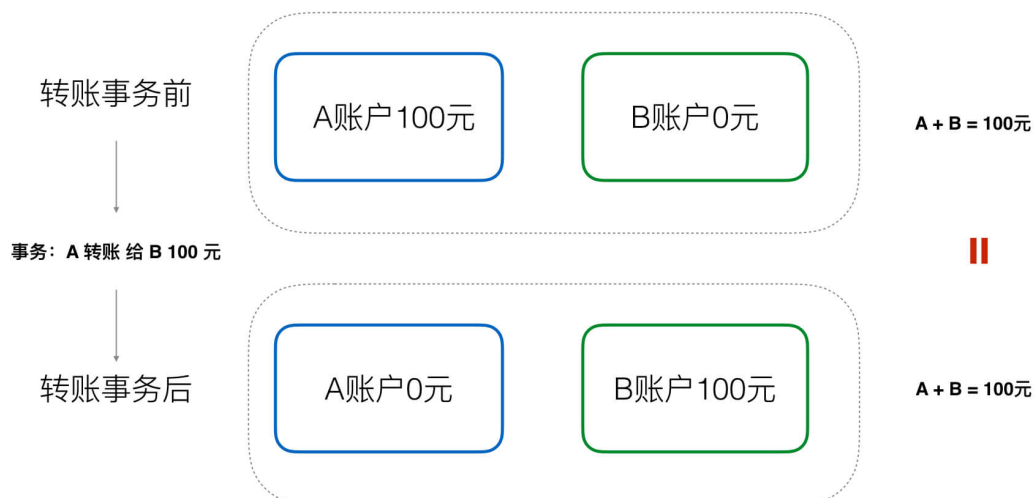 转账事务前
A账户100元
B账户0元
A + B = 100元
事务：A 转账 给 B 100 元
=
转账事务后
A账户0元
B账户100元
A + B = 100元